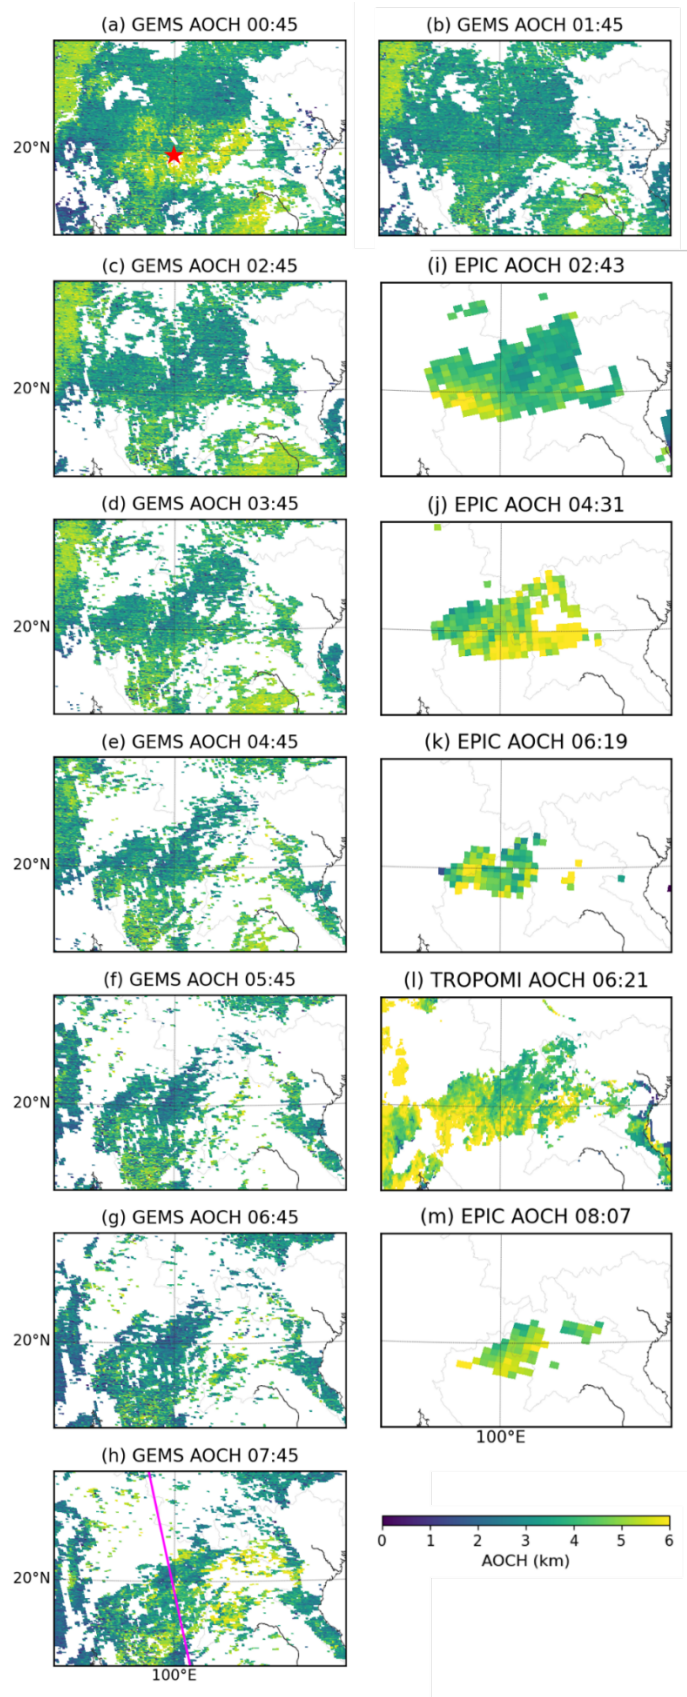 (a) GEMS AOCH 00:45
(b) GEMS AOCH 01:45
20°N
(c) GEMS AOCH 02:45
(i) EPIC AOCH 02:43
20°N
(d) GEMS AOCH 03:45
(j) EPIC AOCH 04:31
20°N
(e) GEMS AOCH 04:45
(k) EPIC AOCH 06:19
20°N
(f) GEMS AOCH 05:45
(l) TROPOMI AOCH 06:21
20°N
(g) GEMS AOCH 06:45
(m) EPIC AOCH 08:07
20°N
100°E
(h) GEMS AOCH 07:45
20°N
100°E
0 1 2 3 4 5 6
AOCH (km)